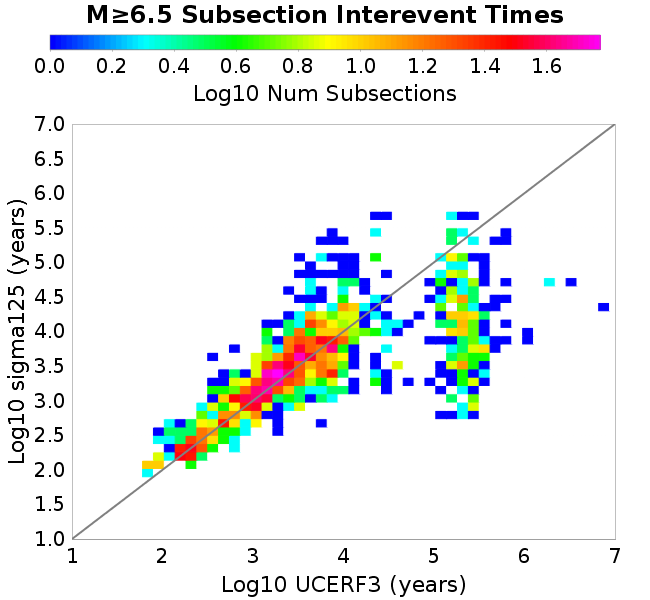 M≥6.5 Subsection Interevent Times
0.0 0.2 0.4 0.6 0.8 1.0 1.2 1.4 1.6
Log10 Num Subsections
7.0
6.5
6.0
5.5
5.0
4.5
4.0
3.5
3.0
2.5
2.0
1.5
1.0
Log10 sigma125 (years)
1 2 3 4 5 6 7
Log10 UCERF3 (years)